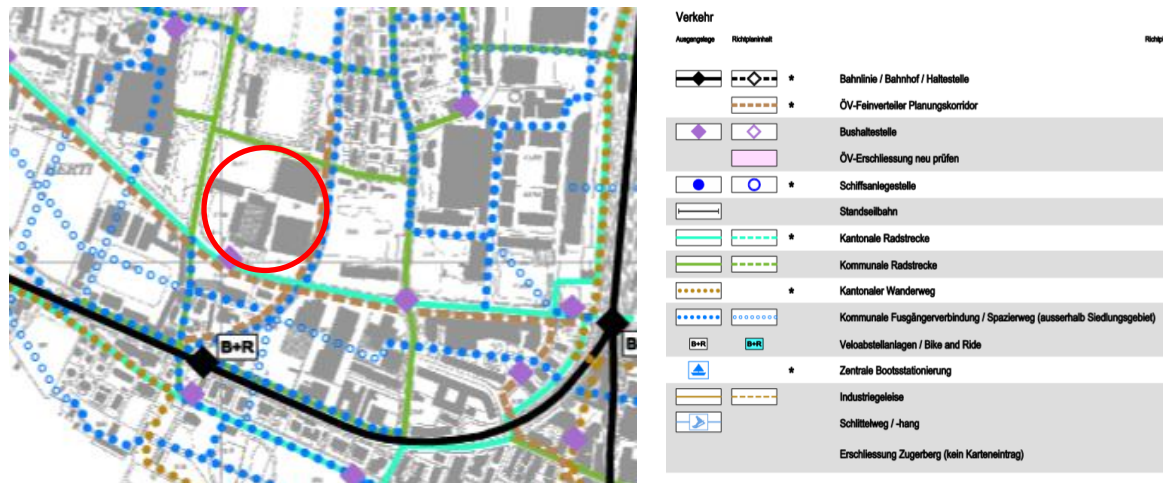 HERTI
B+R
B
Verkehr
Ausgangslage Richtplaninhalt Richtpl
* Bahnlinie / Bahnhof / Haltestelle
* ÖV-Feinverteiler Planungskorridor
Bushaltestelle
ÖV-Erschliessung neu prüfen
* Schiffsanlegestelle
Standseilbahn
* Kantonale Radstrecke
Kommunale Radstrecke
* Kantonaler Wanderweg
Kommunale Fusgängerverbindung / Spazierweg (ausserhalb Siedlungsgebiet)
B+R B+R Veloabstellanlagen / Bike and Ride
* Zentrale Bootsstationierung
Industriegeleise
Schlittelweg / -hang
Erschliessung Zugerberg (kein Karteneintrag)